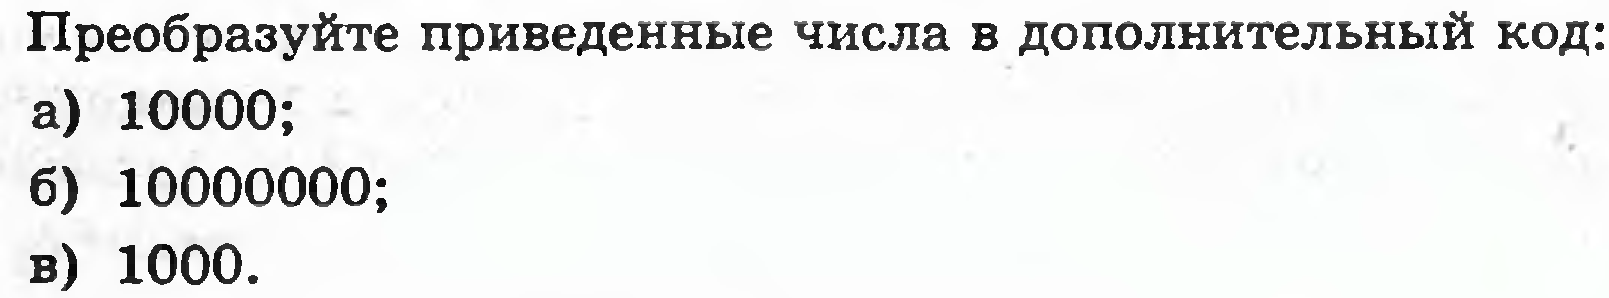 Преобразуйте приведенные числа в дополнительный код:
а) 10000;
б) 10000000;
в) 1000.